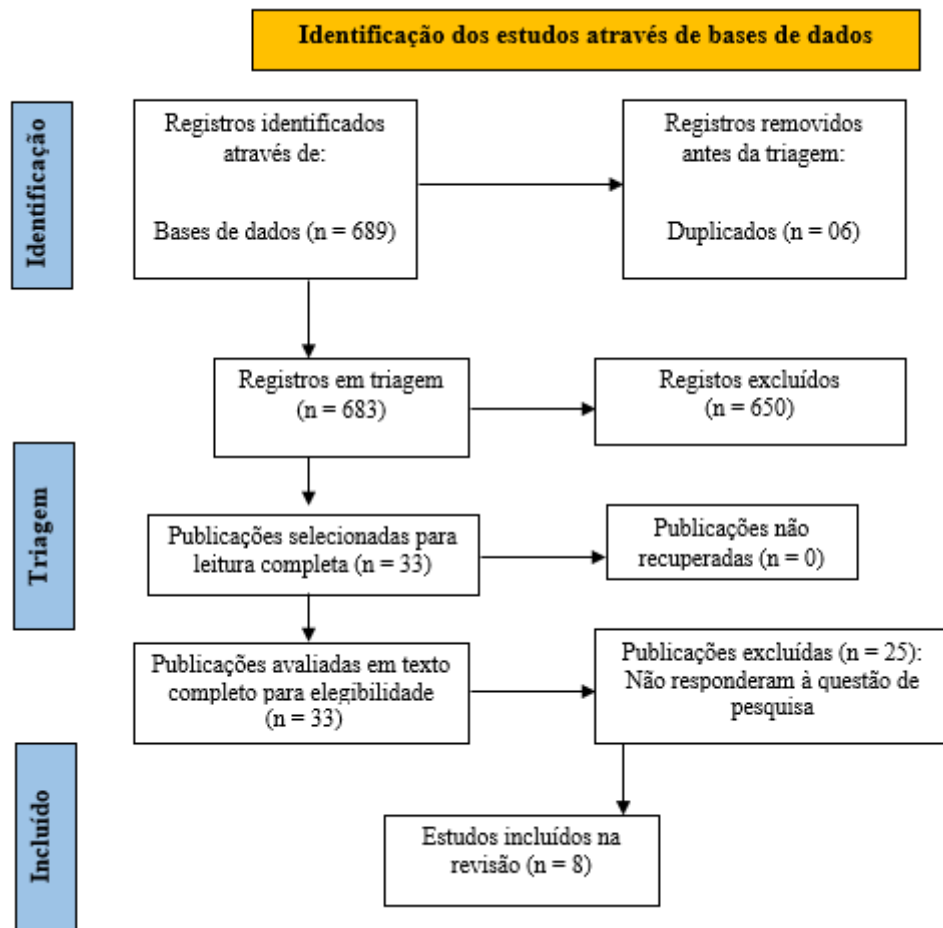 Identificação dos estudos através de bases de dados
Identificação
Registros identificados
através de:
Bases de dados (n = 689)
Registros removidos
antes da triagem:
Duplicados (n = 06)
Registros em triagem
(n = 683)
Registos excluídos
(n = 650)
Triagem
Publicações selecionadas para
leitura completa (n = 33)
Publicações não
recuperadas (n = 0)
Publicações avaliadas em texto
completo para elegibilidade
(n = 33)
Publicações excluídas (n = 25):
Não responderam à questão de
pesquisa
Incluído
Estudos incluídos na
revisão (n = 8)